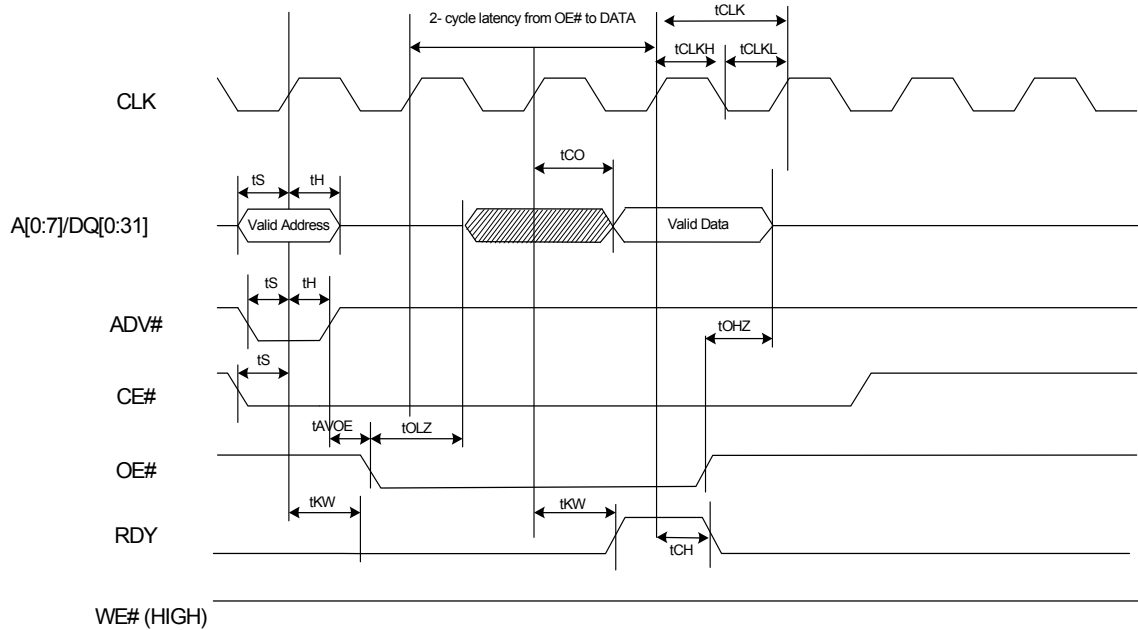 2- cycle latency from OE# to DATA
tCLK
tCLKH
tCLKL
CLK
tCO
tS
tH
A[0:7]/DQ[0:31]
Valid Address
Valid Data
tS
tH
ADV#
tOHZ
tS
CE#
tAVOE
tOLZ
OE#
tKW
tKW
RDY
tCH
WE# (HIGH)